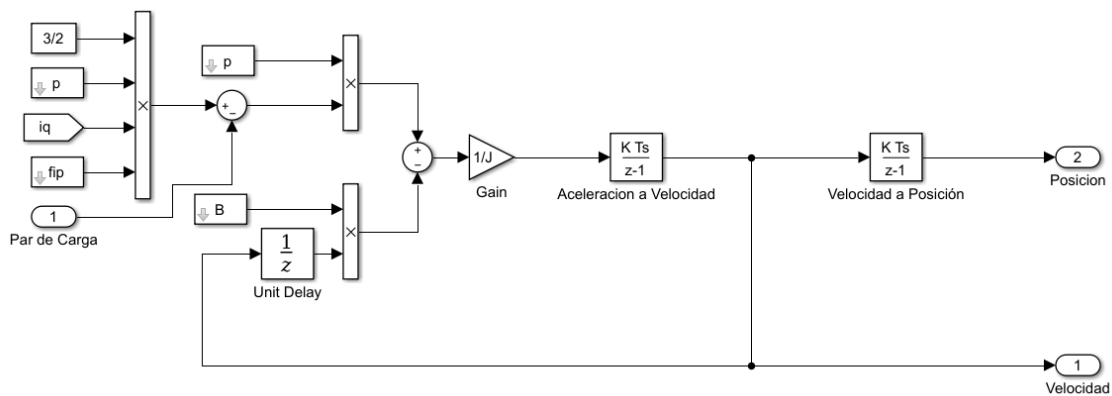 3/2
p
iq
fip
×
1
Par de Carga
p
+
−
×
B
1
z
Unit Delay
×
+
−
1/J
Gain
K Ts
z-1
Aceleracion a Velocidad
K Ts
z-1
Velocidad a Posición
2
Posicion
1
Velocidad